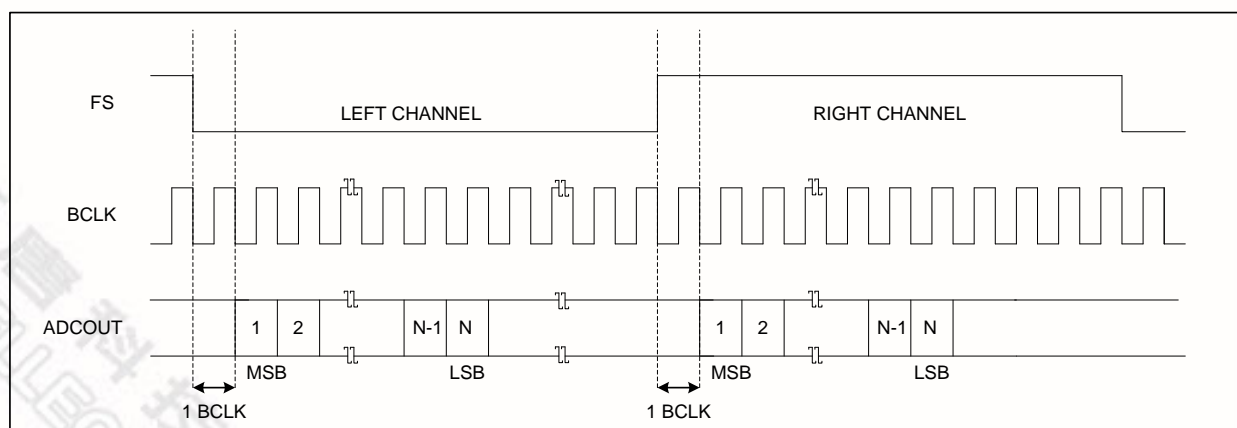 FS
LEFT CHANNEL
RIGHT CHANNEL
BCLK
ADCOUT
1
2
N-1
N
1
2
N-1
N
MSB
LSB
MSB
LSB
1 BCLK
1 BCLK